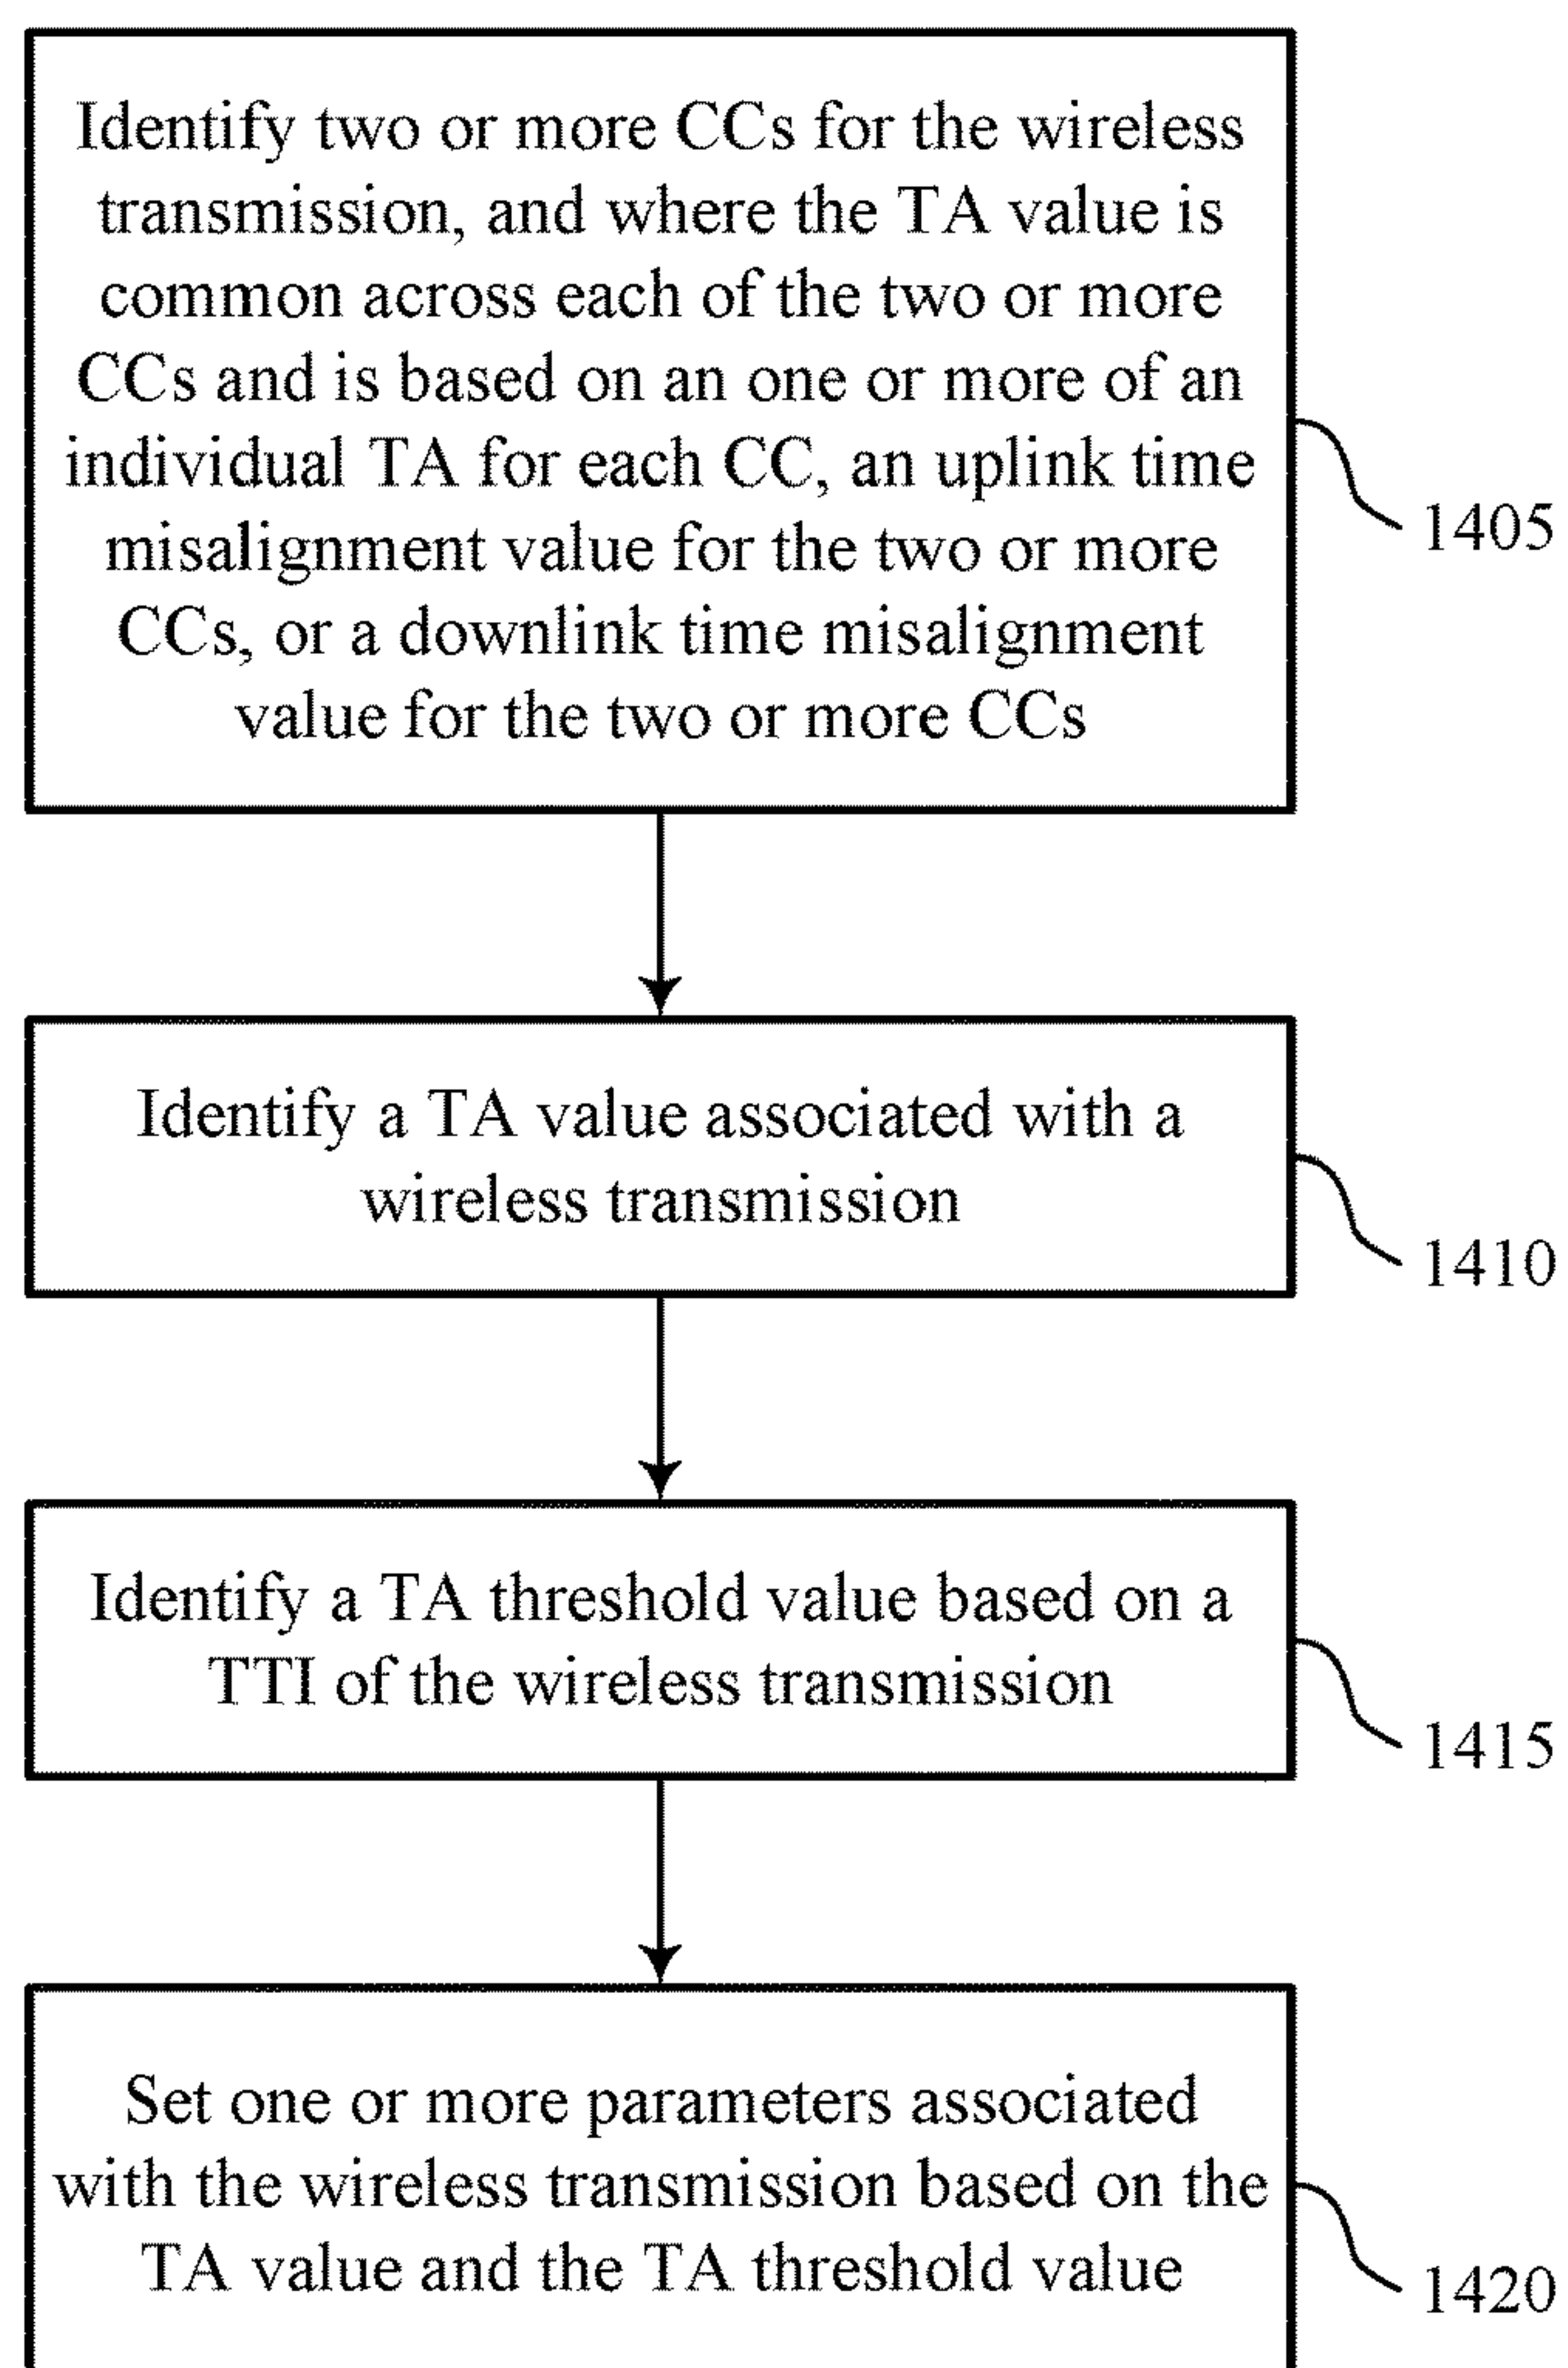 Identify two or more CCs for the wireless
transmission, and where the TA value is
common across each of the two or more
CCs and is based on an one or more of an
individual TA for each CC, an uplink time
misalignment value for the two or more
CCs, or a downlink time misalignment
value for the two or more CCs
1405
Identify a TA value associated with a
wireless transmission
1410
Identify a TA threshold value based on a
TTI of the wireless transmission
1415
Set one or more parameters associated
with the wireless transmission based on the
TA value and the TA threshold value
1420